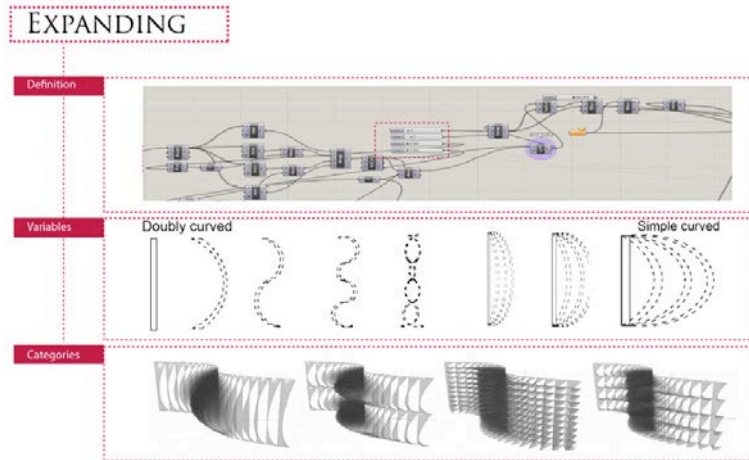 EXPANDING
Definition
Variables
Doubly curved
Simple curved
Categories